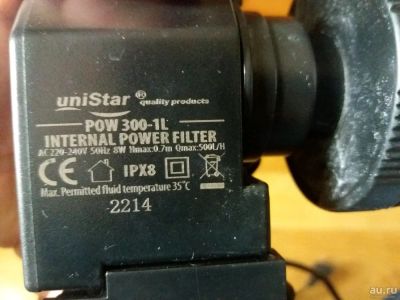 uniStar ® quality products
POW 300-1L
INTERNAL POWER FILTER
AC 220-240V 50Hz 8W Hmax:0.7m Qmax:500L/H
CE IPX8
Max. Permitted fluid temperature 35°C
2214
au.ru